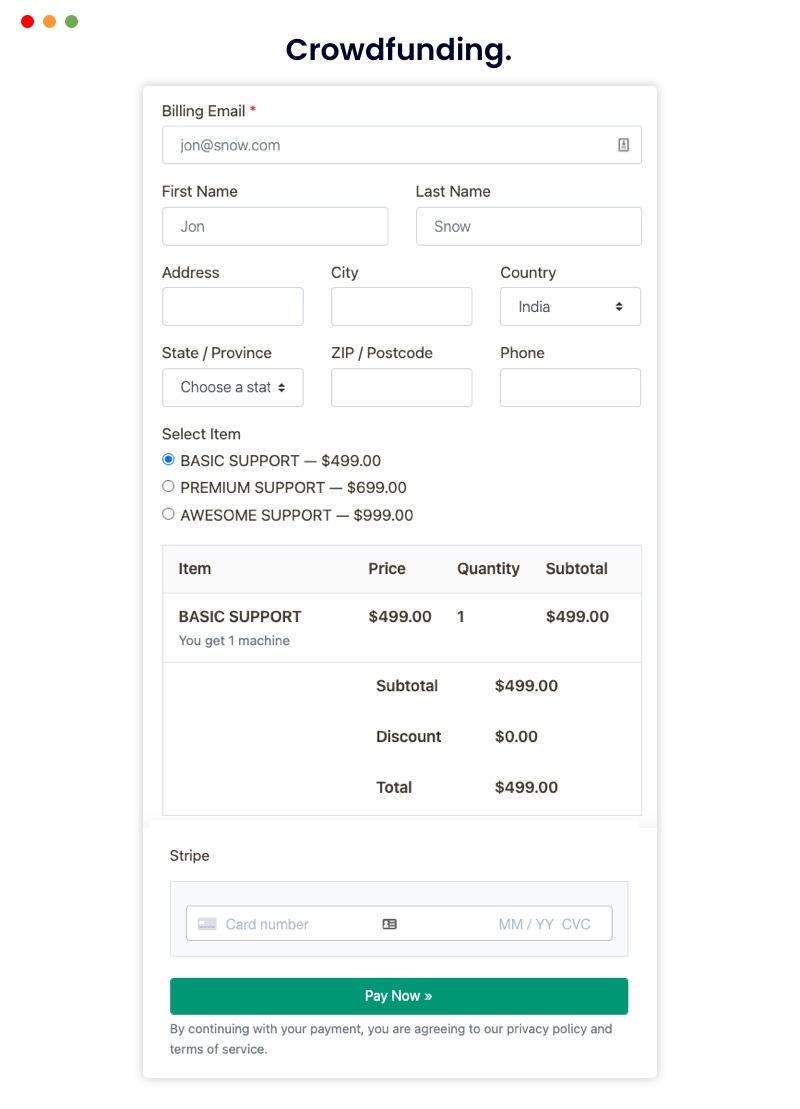 Crowdfunding.
Billing Email *
jon@snow.com
First Name Last Name
Jon Snow
Address City Country
India
State / Province ZIP / Postcode Phone
Choose a stat
Select Item
BASIC SUPPORT — $499.00
PREMIUM SUPPORT — $699.00
AWESOME SUPPORT — $999.00
Item Price Quantity Subtotal
BASIC SUPPORT $499.00 1 $499.00
You get 1 machine
Subtotal $499.00
Discount $0.00
Total $499.00
Stripe
Card number MM / YY CVC
Pay Now »
By continuing with your payment, you are agreeing to our privacy policy and
terms of service.